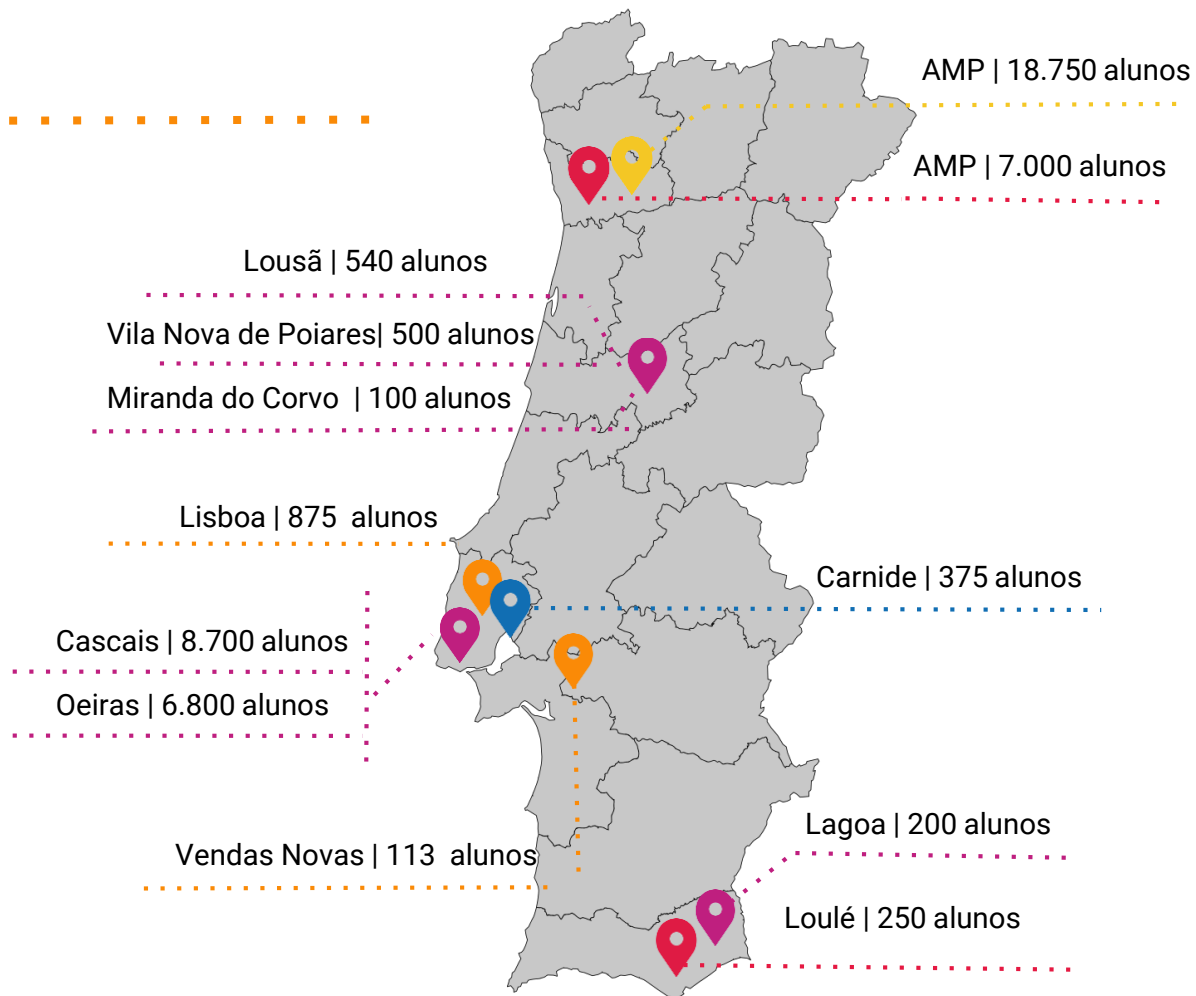 AMP | 18.750 alunos
AMP | 7.000 alunos
Lousã | 540 alunos
Vila Nova de Poiares| 500 alunos
Miranda do Corvo | 100 alunos
Lisboa | 875 alunos
Carnide | 375 alunos
Cascais | 8.700 alunos
Oeiras | 6.800 alunos
Lagoa | 200 alunos
Vendas Novas | 113 alunos
Loulé | 250 alunos